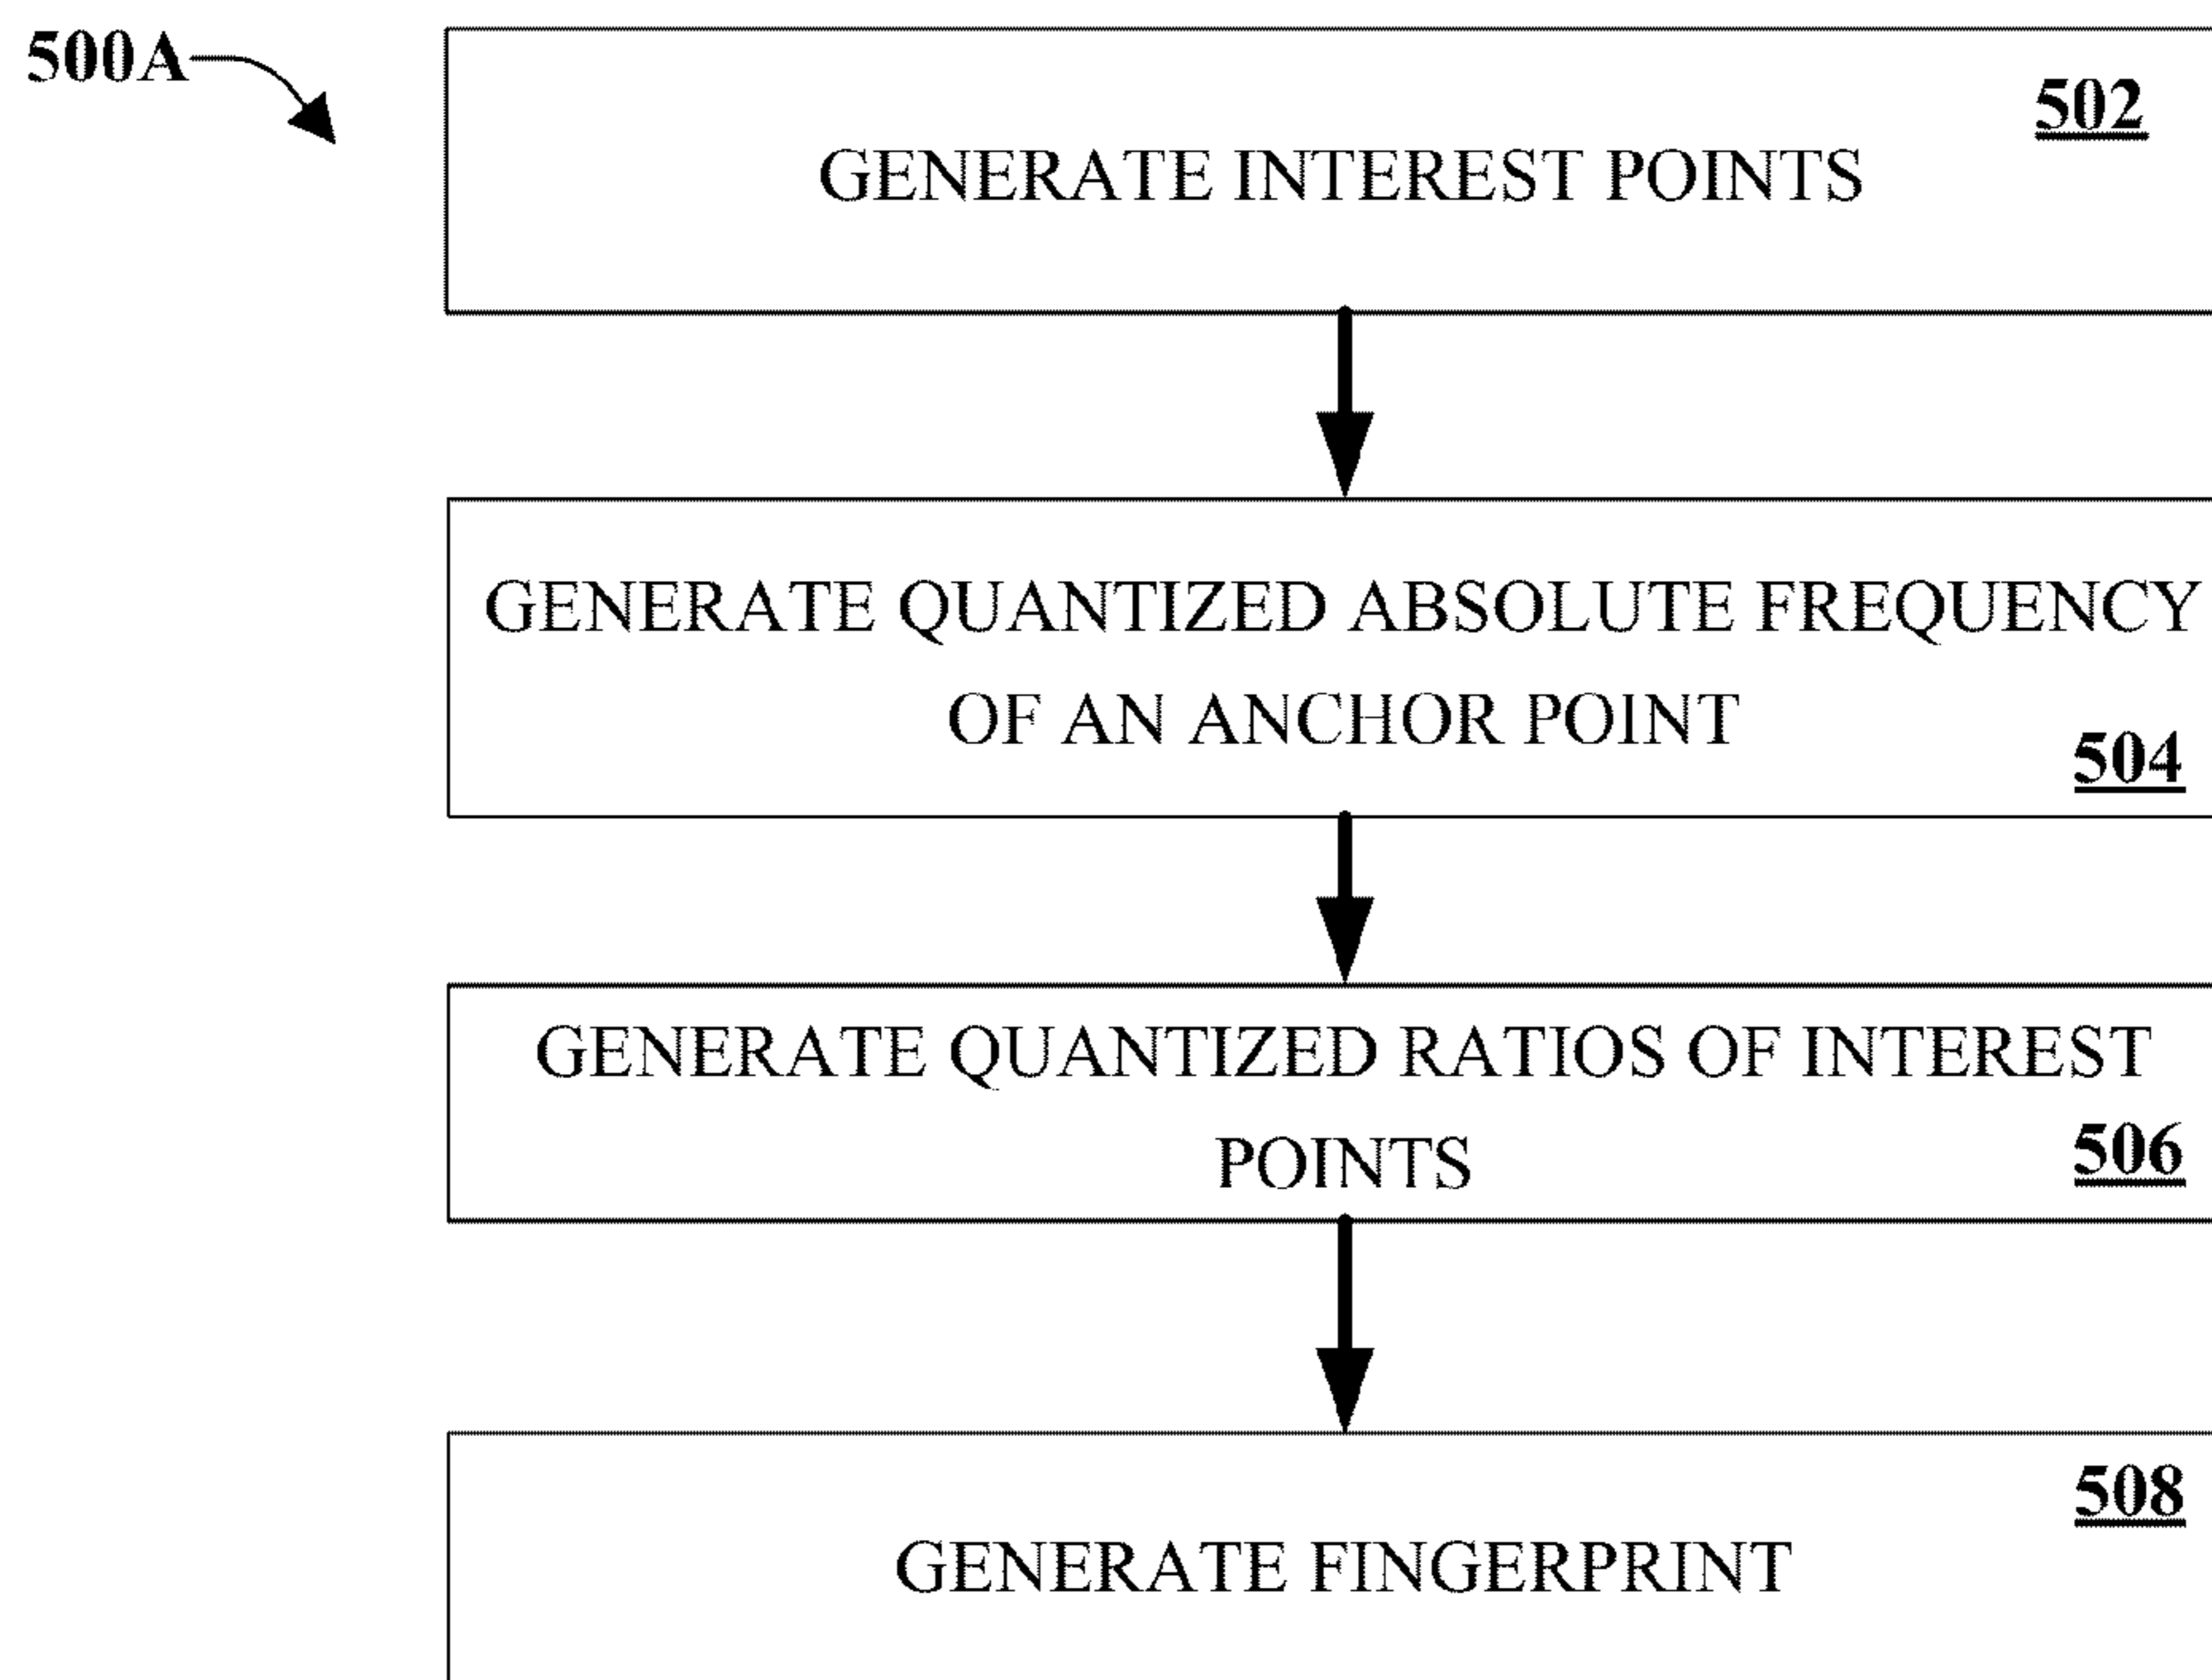 500A
502
GENERATE INTEREST POINTS
GENERATE QUANTIZED ABSOLUTE FREQUENCY
OF AN ANCHOR POINT
504
GENERATE QUANTIZED RATIOS OF INTEREST
POINTS
506
508
GENERATE FINGERPRINT